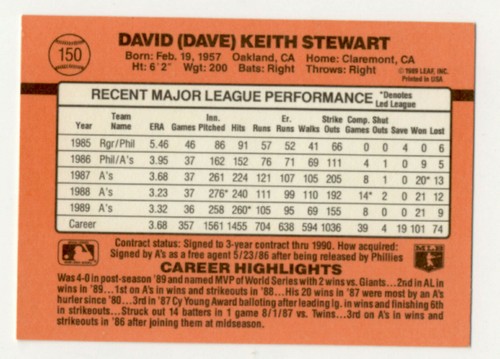 150
DAVID (DAVE) KEITH STEWART
Born: Feb. 19, 1957 Oakland, CA Home: Claremont, CA
Ht: 6'2" Wgt: 200 Bats: Right Throws: Right
©1989 LEAF, INC.
Printed in USA
RECENT MAJOR LEAGUE PERFORMANCE *Denotes Led League
Year Team Name ERA Games Inn. Pitched Hits Runs Er. Runs Walks Strike Outs Comp. Games Shut Outs Save Won Lost
1985 Rgr/Phil 5.46 46 86 91 57 52 41 66 0 0 4 0 6
1986 Phil/A's 3.95 37 162 152 76 71 69 111 4 1 0 9 5
1987 A's 3.68 37 261 224 121 107 105 205 8 1 0 20* 13
1988 A's 3.23 37 276* 240 111 99 110 192 14* 2 0 21 12
1989 A's 3.32 36 258 260* 105 95 69 155 8 0 0 21 9
Career 3.68 357 1561 1455 704 638 594 1036 39 4 19 101 74
Contract status: Signed to 3-year contract thru 1990. How acquired:
Signed by A's as a free agent 5/23/86 after being released by Phillies
MLB
CAREER HIGHLIGHTS
Was 4-0 in post-season '89 and named MVP of World Series with 2 wins vs. Giants...2nd in AL in
wins in '89...1st on A's in wins and strikeouts in '88...His 20 wins in '87 were most by an A's
hurler since '80...3rd in '87 Cy Young Award balloting after leading lg. in wins and finishing 6th
in strikeouts...Struck out 14 batters in 1 game 8/1/87 vs. Twins...3rd on A's in wins and
strikeouts in '86 after joining them at midseason.